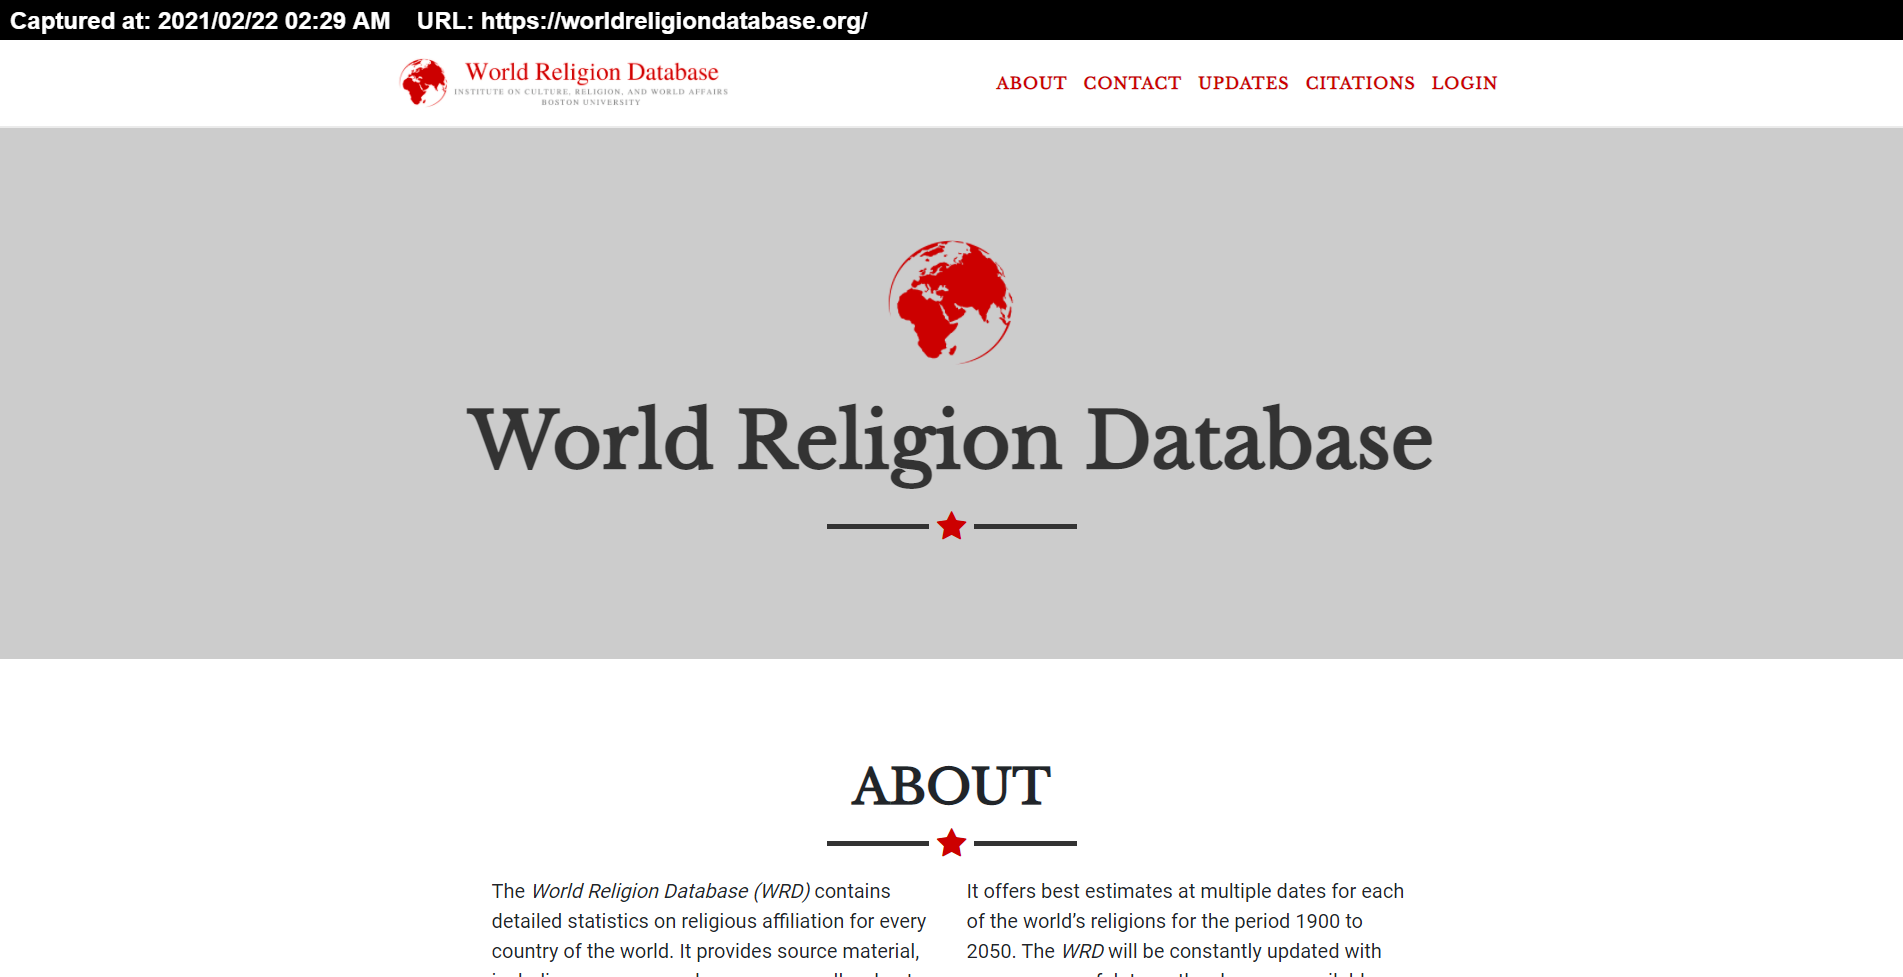 Captured at: 2021/02/22 02:29 AM    URL: https://worldreligiondatabase.org/
World Religion Database
INSTITUTE ON CULTURE, RELIGION, AND WORLD AFFAIRS
BOSTON UNIVERSITY
ABOUT CONTACT UPDATES CITATIONS LOGIN
World Religion Database
ABOUT
The World Religion Database (WRD) contains
detailed statistics on religious affiliation for every
country of the world. It provides source material,
It offers best estimates at multiple dates for each
of the world’s religions for the period 1900 to
2050. The WRD will be constantly updated with